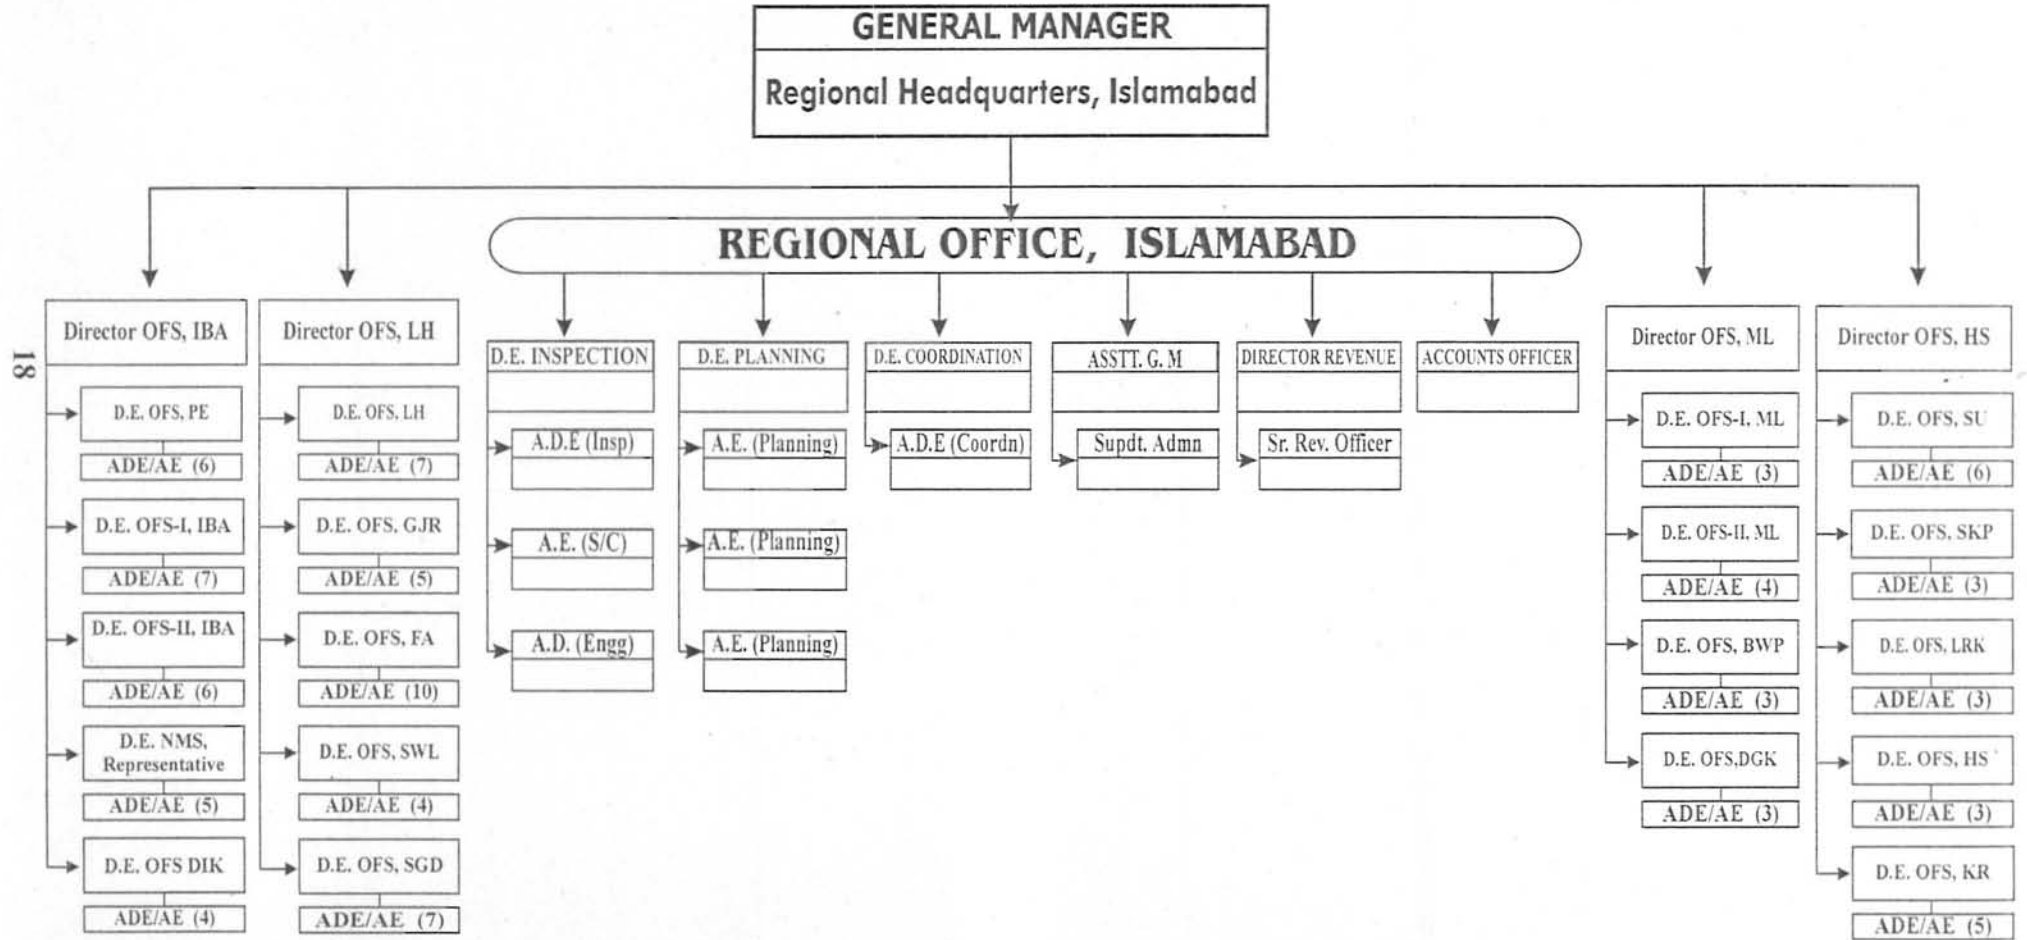 GENERAL MANAGER
Regional Headquarters, Islamabad
REGIONAL OFFICE, ISLAMABAD
Director OFS, IBA
D.E. OFS, PE
ADE/AE (6)
D.E. OFS-I, IBA
ADE/AE (7)
D.E. OFS-II, IBA
ADE/AE (6)
D.E. NMS,
Representative
ADE/AE (5)
D.E. OFS DIK
ADE/AE (4)
Director OFS, LH
D.E. OFS, LH
ADE/AE (7)
D.E. OFS, GJR
ADE/AE (5)
D.E. OFS, FA
ADE/AE (10)
D.E. OFS, SWL
ADE/AE (4)
D.E. OFS, SGD
ADE/AE (7)
D.E. INSPECTION
A.D.E (Insp)
A.E. (S/C)
A.D. (Engg)
D.E. PLANNING
A.E. (Planning)
A.E. (Planning)
A.E. (Planning)
D.E. COORDINATION
A.D.E (Coordn)
ASSTT. G. M
Supdt. Admn
DIRECTOR REVENUE
Sr. Rev. Officer
ACCOUNTS OFFICER
Director OFS, ML
D.E. OFS-I, ML
ADE/AE (3)
D.E. OFS-II, ML
ADE/AE (4)
D.E. OFS, BWP
ADE/AE (3)
D.E. OFS,DGK
ADE/AE (3)
Director OFS, HS
D.E. OFS, SU
ADE/AE (6)
D.E. OFS, SKP
ADE/AE (3)
D.E. OFS, LRK
ADE/AE (3)
D.E. OFS, HS
ADE/AE (3)
D.E. OFS, KR
ADE/AE (5)
18